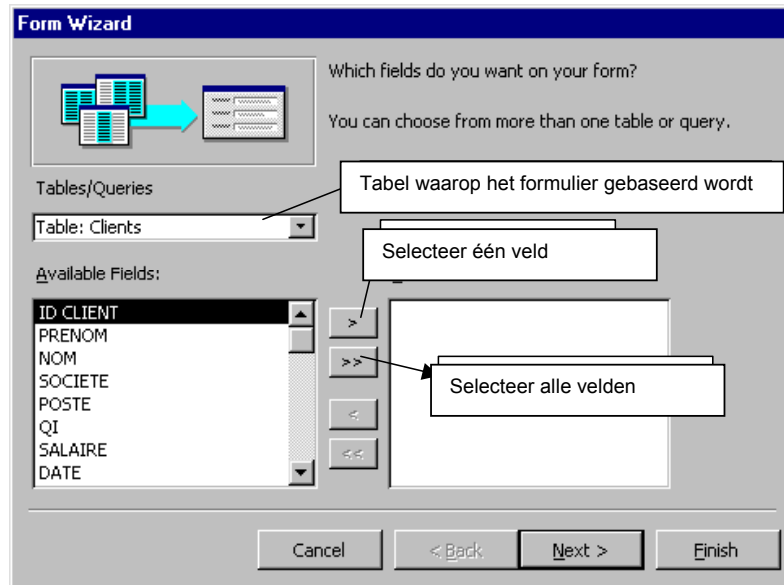 Form Wizard
Which fields do you want on your form?
You can choose from more than one table or query.
Tables/Queries
Tabel waarop het formulier gebaseerd wordt
Table: Clients
Selecteer één veld
Available Fields:
ID CLIENT
PRENOM
NOM
SOCIETE
POSTE
QI
SALAIRE
DATE
>
>>
<
<<
Selecteer alle velden
Cancel
< Back
Next >
Finish